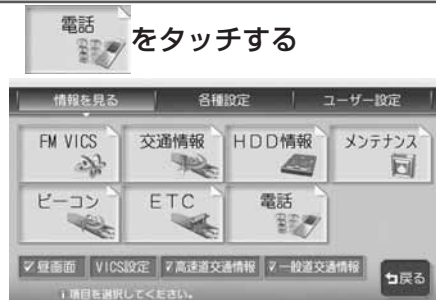 電話 をタッチする
情報を見る 各種設定 ユーザー設定
FM VICS 交通情報 HDD情報 メンテナンス
ビーコン ETC 電話
昼画面 VICS設定 高速道交通情報 一般道交通情報
項目を選択してください。 戻る